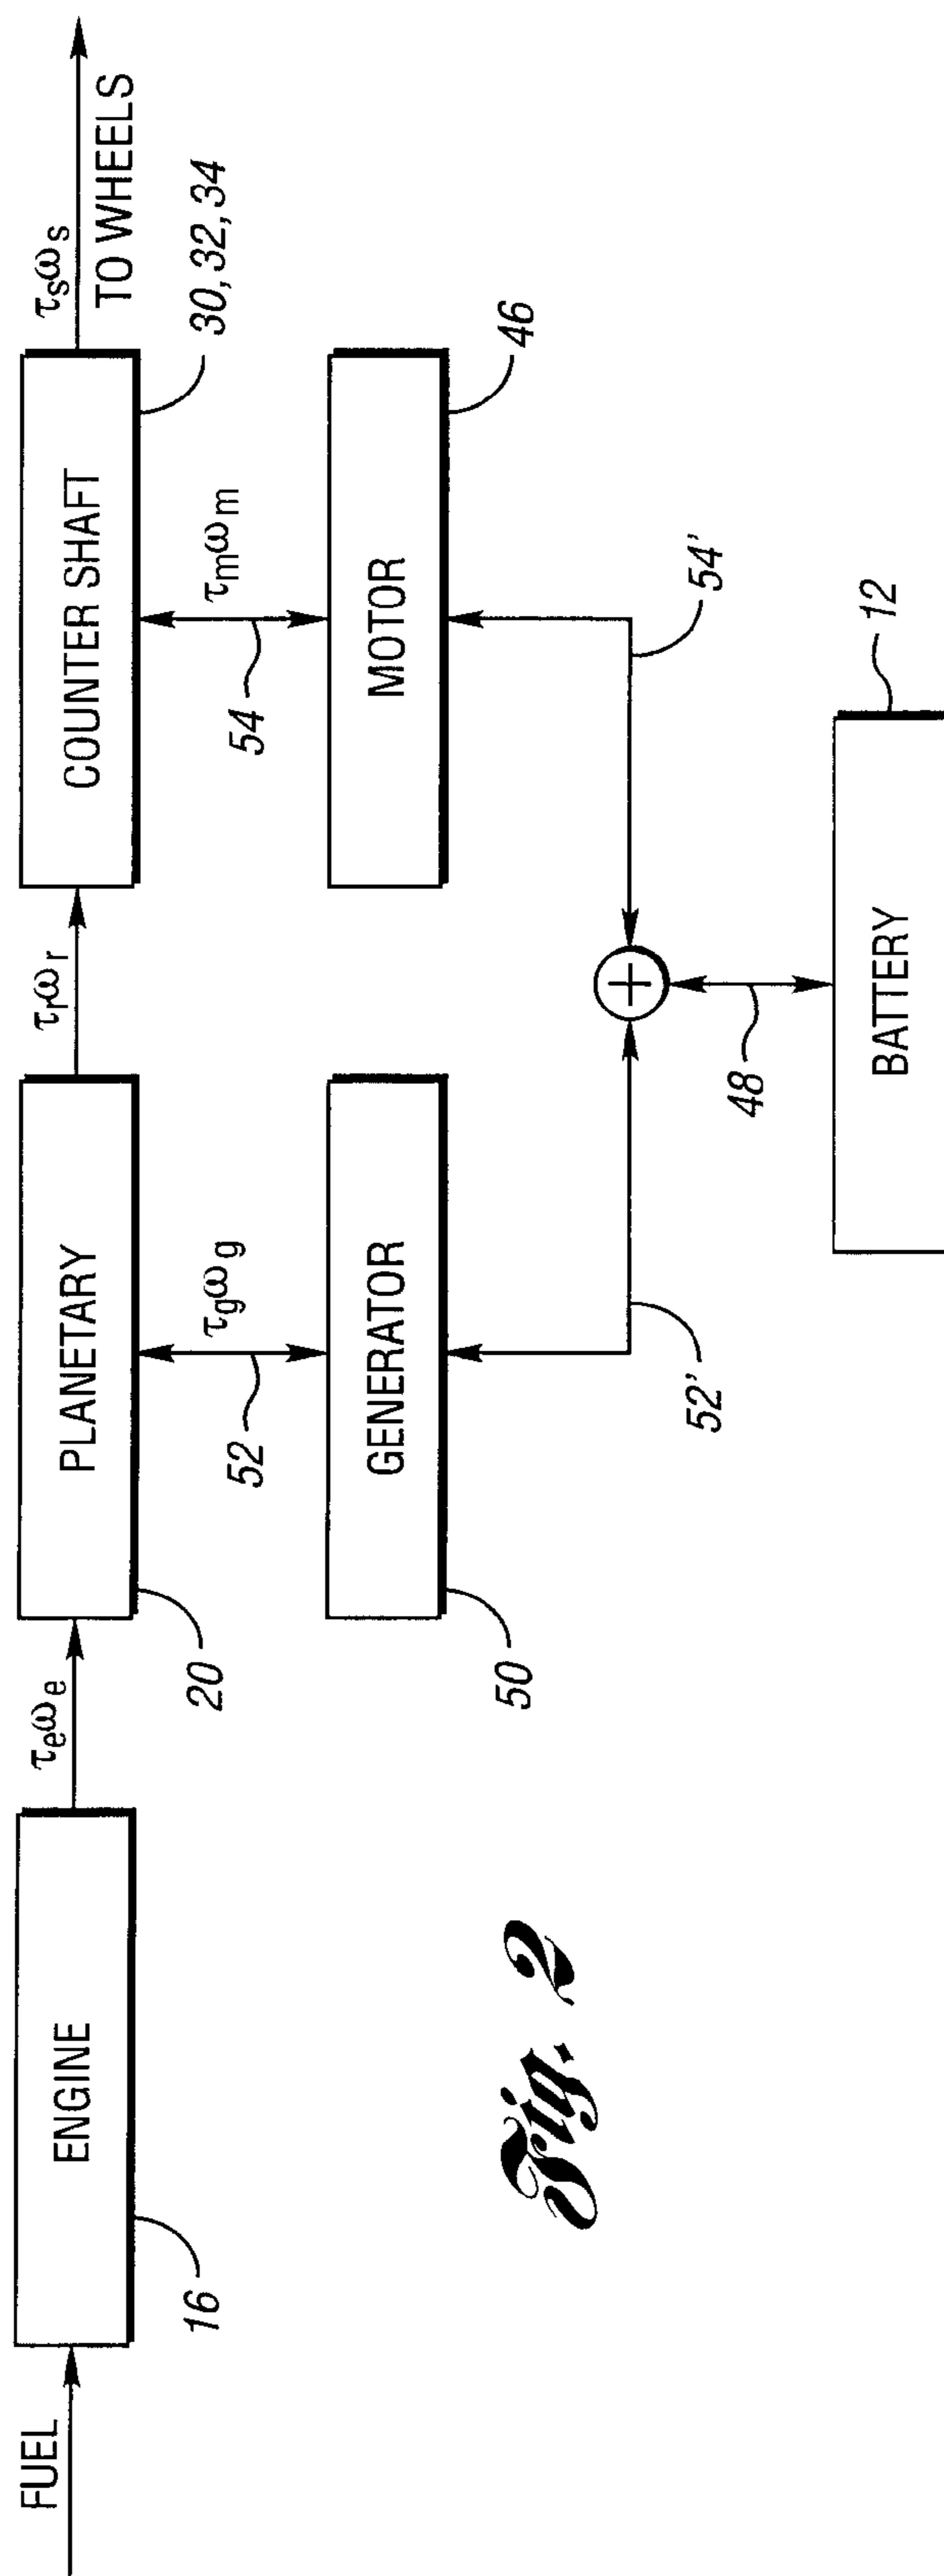 FUEL
ENGINE
16
τeωe
PLANETARY
20
τrωr
COUNTER SHAFT
30, 32, 34
τsωs
TO WHEELS
52
τgωg
54
τmωm
GENERATOR
50
MOTOR
46
52'
54'
+
48
BATTERY
12
Fig. 2